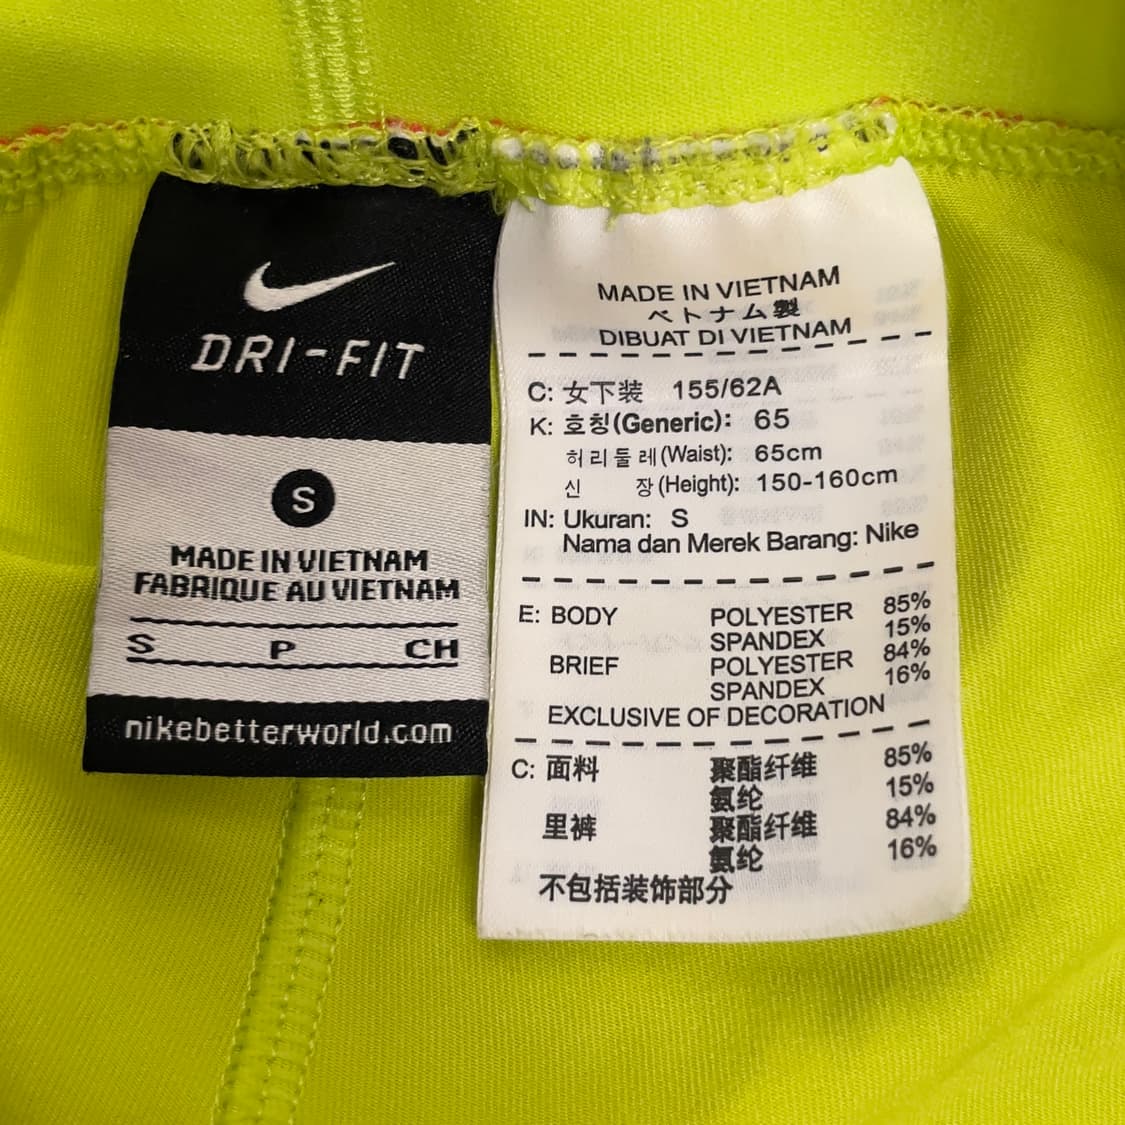 DRI-FIT
S
MADE IN VIETNAM
FABRIQUE AU VIETNAM
S P CH
nikebetterworld.com
MADE IN VIETNAM
ベトナム製
DIBUAT DI VIETNAM
C: 女下装 155/62A
K: 호칭(Generic): 65
허리둘레(Waist): 65cm
신 장(Height): 150-160cm
IN: Ukuran: S
Nama dan Merek Barang: Nike
E: BODY POLYESTER 85%
SPANDEX 15%
BRIEF POLYESTER 84%
SPANDEX 16%
EXCLUSIVE OF DECORATION
C: 面料 聚酯纤维 85%
氨纶 15%
里裤 聚酯纤维 84%
氨纶 16%
不包括装饰部分